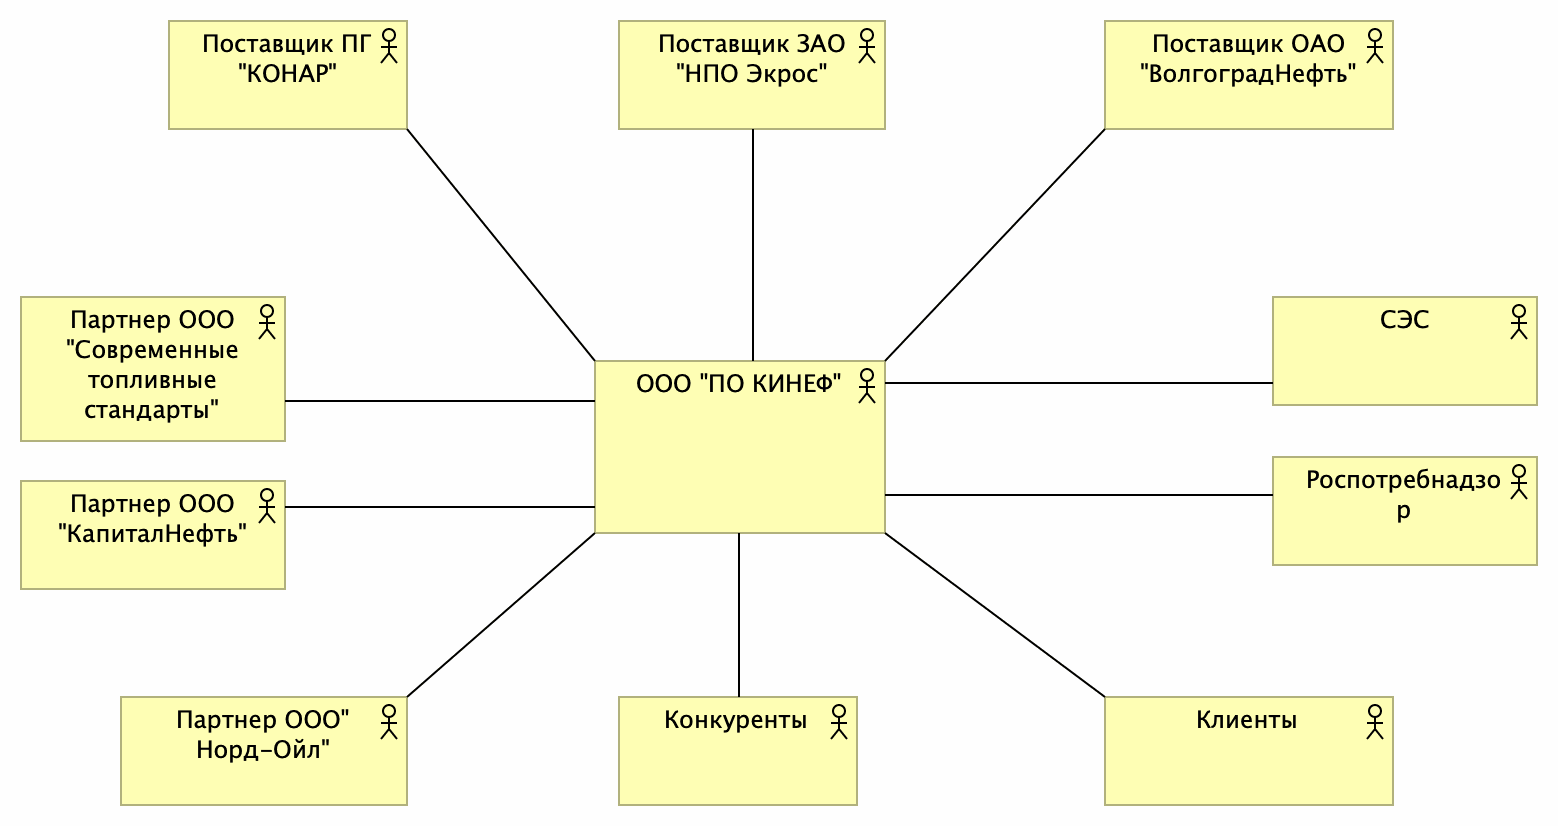 Поставщик ПГ
"КОНАР"
Поставщик ЗАО
"НПО Экрос"
Поставщик ОАО
"ВолгоградНефть"
Партнер ООО
"Современные
топливные
стандарты"
СЭС
ООО "ПО КИНЕФ"
Роспотребнадзо
р
Партнер ООО
"КапиталНефть"
Партнер ООО"
Норд-Ойл"
Конкуренты
Клиенты